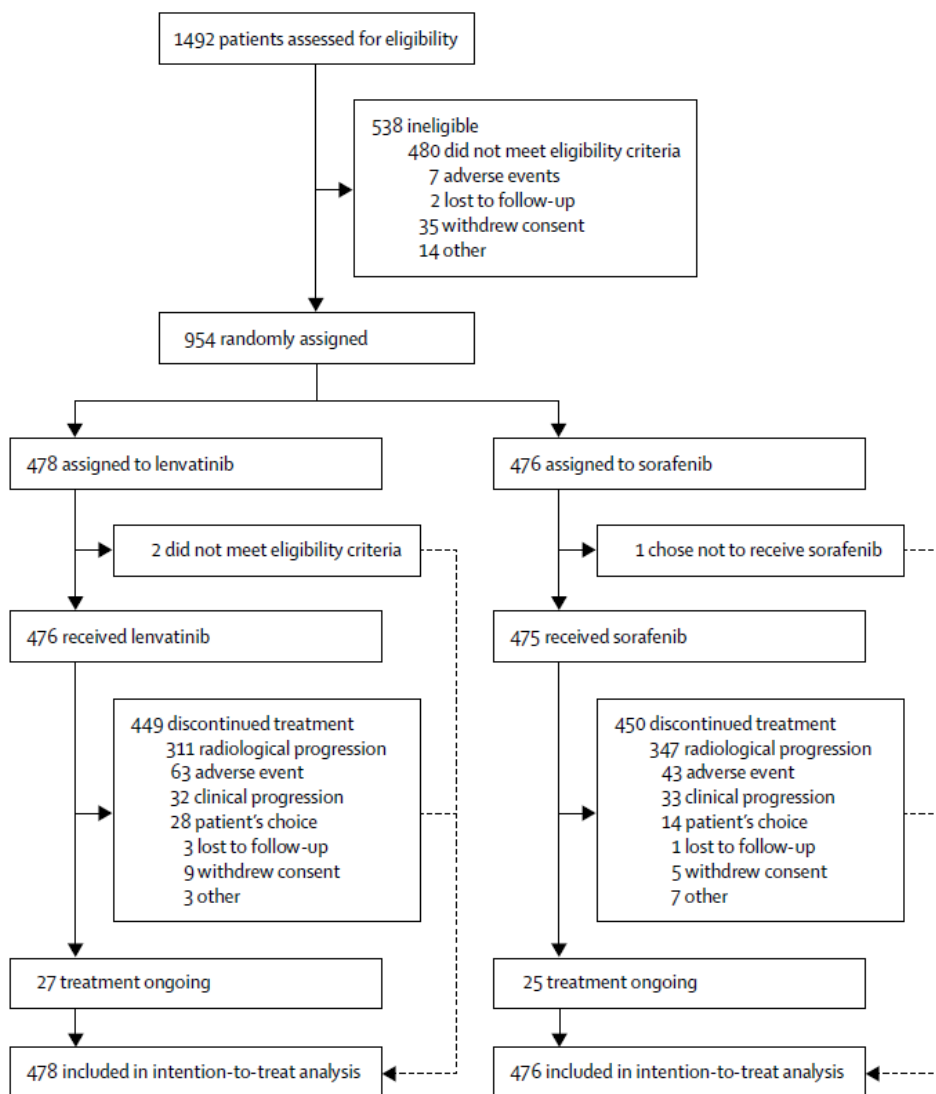 1492 patients assessed for eligibility
538 ineligible
480 did not meet eligibility criteria
7 adverse events
2 lost to follow-up
35 withdrew consent
14 other
954 randomly assigned
478 assigned to lenvatinib
476 assigned to sorafenib
2 did not meet eligibility criteria
1 chose not to receive sorafenib
476 received lenvatinib
475 received sorafenib
449 discontinued treatment
311 radiological progression
63 adverse event
32 clinical progression
28 patient's choice
3 lost to follow-up
9 withdrew consent
3 other
450 discontinued treatment
347 radiological progression
43 adverse event
33 clinical progression
14 patient's choice
1 lost to follow-up
5 withdrew consent
7 other
27 treatment ongoing
25 treatment ongoing
478 included in intention-to-treat analysis
476 included in intention-to-treat analysis